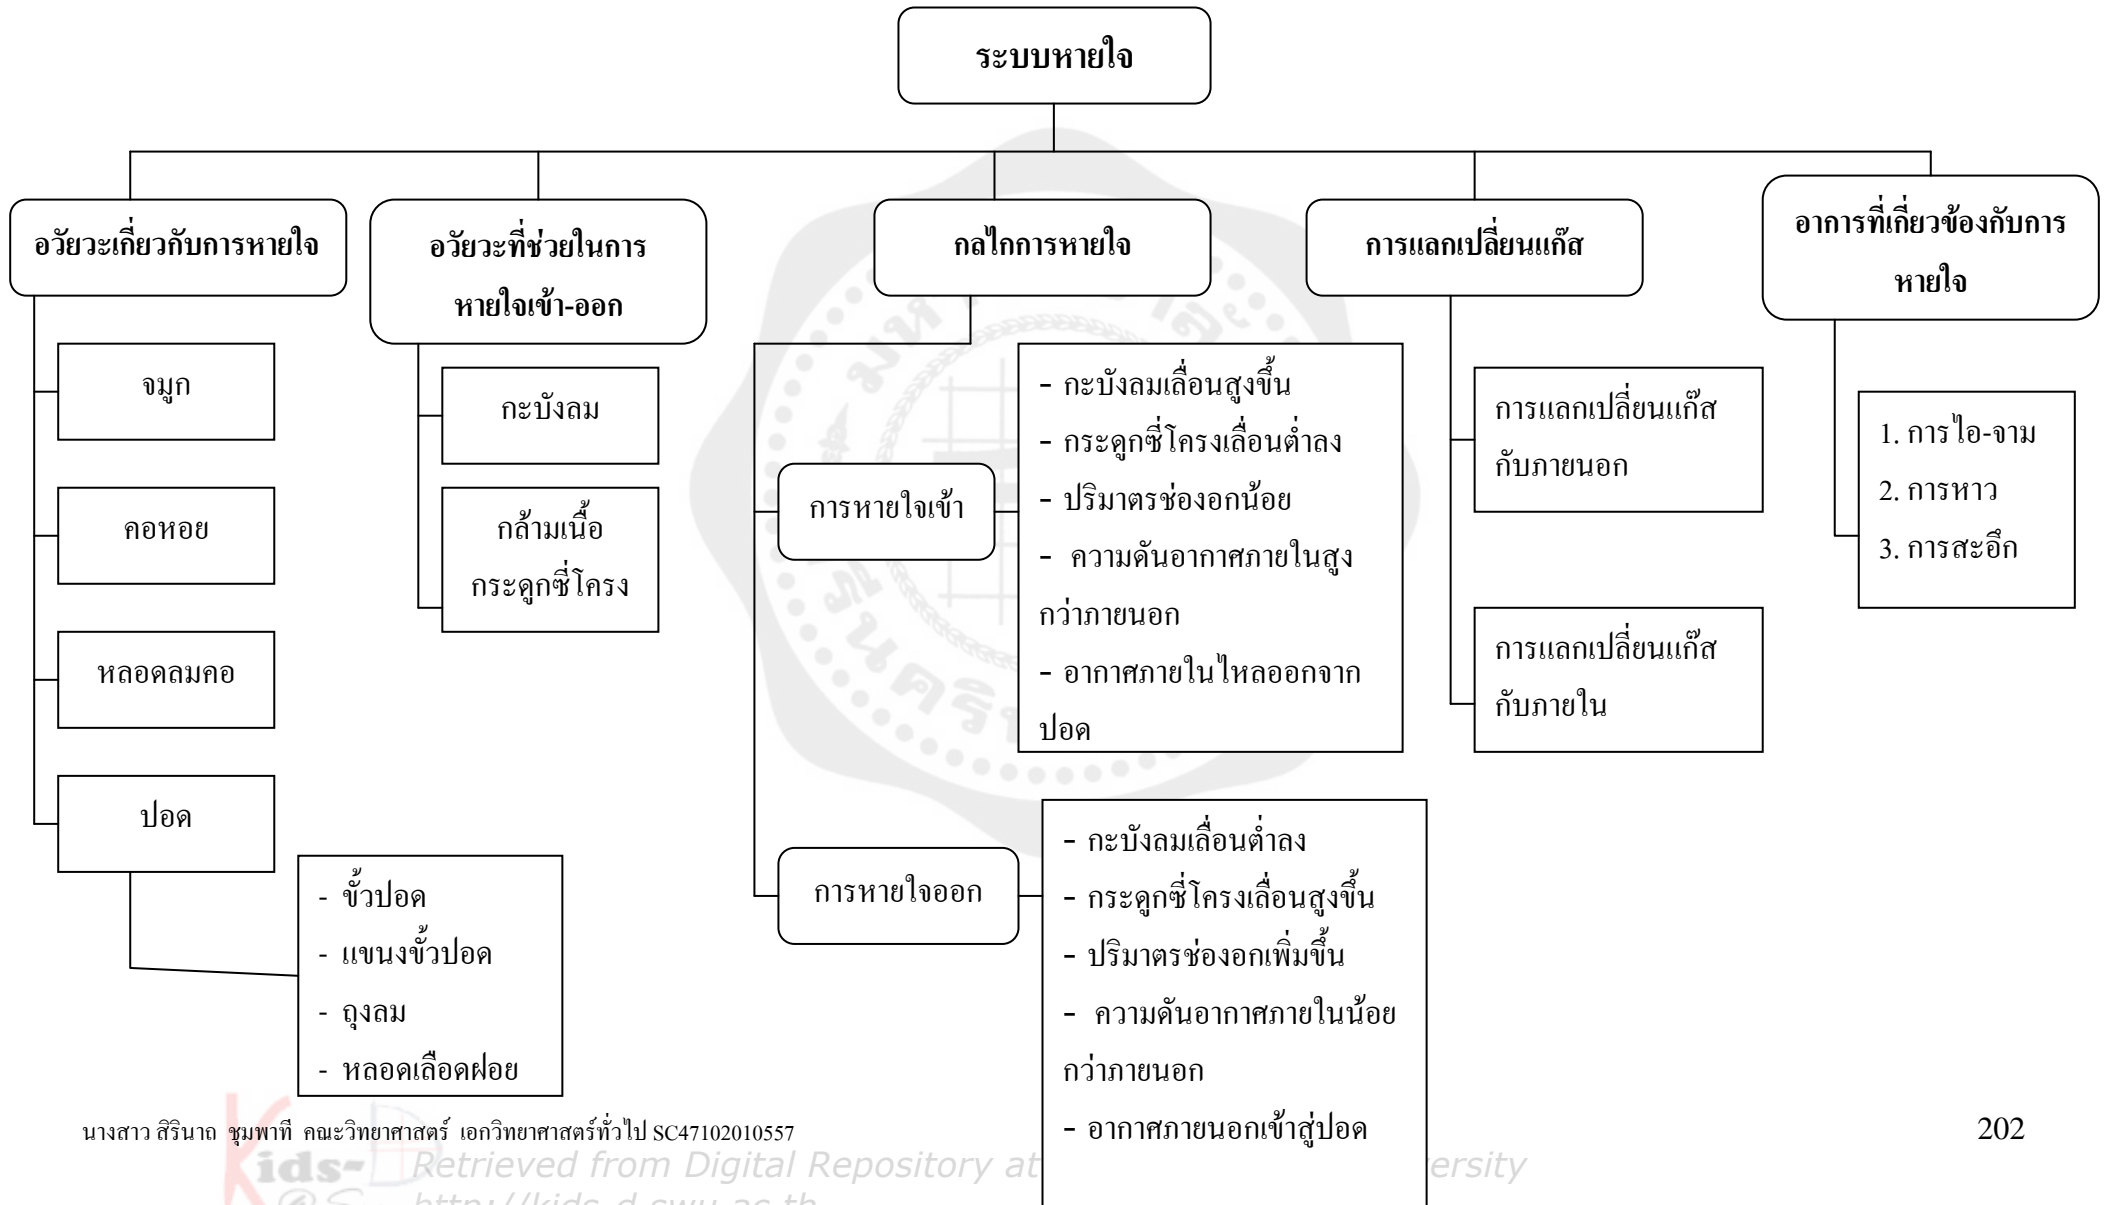 ระบบหายใจ
อวัยวะเกี่ยวกับการหายใจ
จมูก
คอหอย
หลอดลมคอ
ปอด
- ขั้วปอด
- แขนงขั้วปอด
- ถุงลม
- หลอดเลือดฝอย
อวัยวะที่ช่วยในการ
หายใจเข้า-ออก
กะบังลม
กล้ามเนื้อ
กระดูกซี่โครง
กลไกการหายใจ
การหายใจเข้า
- กะบังลมเลื่อนสูงขึ้น
- กระดูกซี่โครงเลื่อนต่ำลง
- ปริมาตรช่องอกน้อย
- ความดันอากาศภายในสูง
กว่าภายนอก
- อากาศภายในไหลออกจาก
ปอด
การหายใจออก
- กะบังลมเลื่อนต่ำลง
- กระดูกซี่โครงเลื่อนสูงขึ้น
- ปริมาตรช่องอกเพิ่มขึ้น
- ความดันอากาศภายในน้อย
กว่าภายนอก
- อากาศภายนอกเข้าสู่ปอด
การแลกเปลี่ยนแก๊ส
การแลกเปลี่ยนแก๊ส
กับภายนอก
การแลกเปลี่ยนแก๊ส
กับภายใน
อาการที่เกี่ยวข้องกับการ
หายใจ
1. การไอ-จาม
2. การหาว
3. การสะอึก
นางสาว สิรินาถ ชุมพาที คณะวิทยาศาสตร์ เอกวิทยาศาสตร์ทั่วไป SC47102010557
202
Kids-D
Retrieved from Digital Repository at ersity
http://kids-d.swu.ac.th